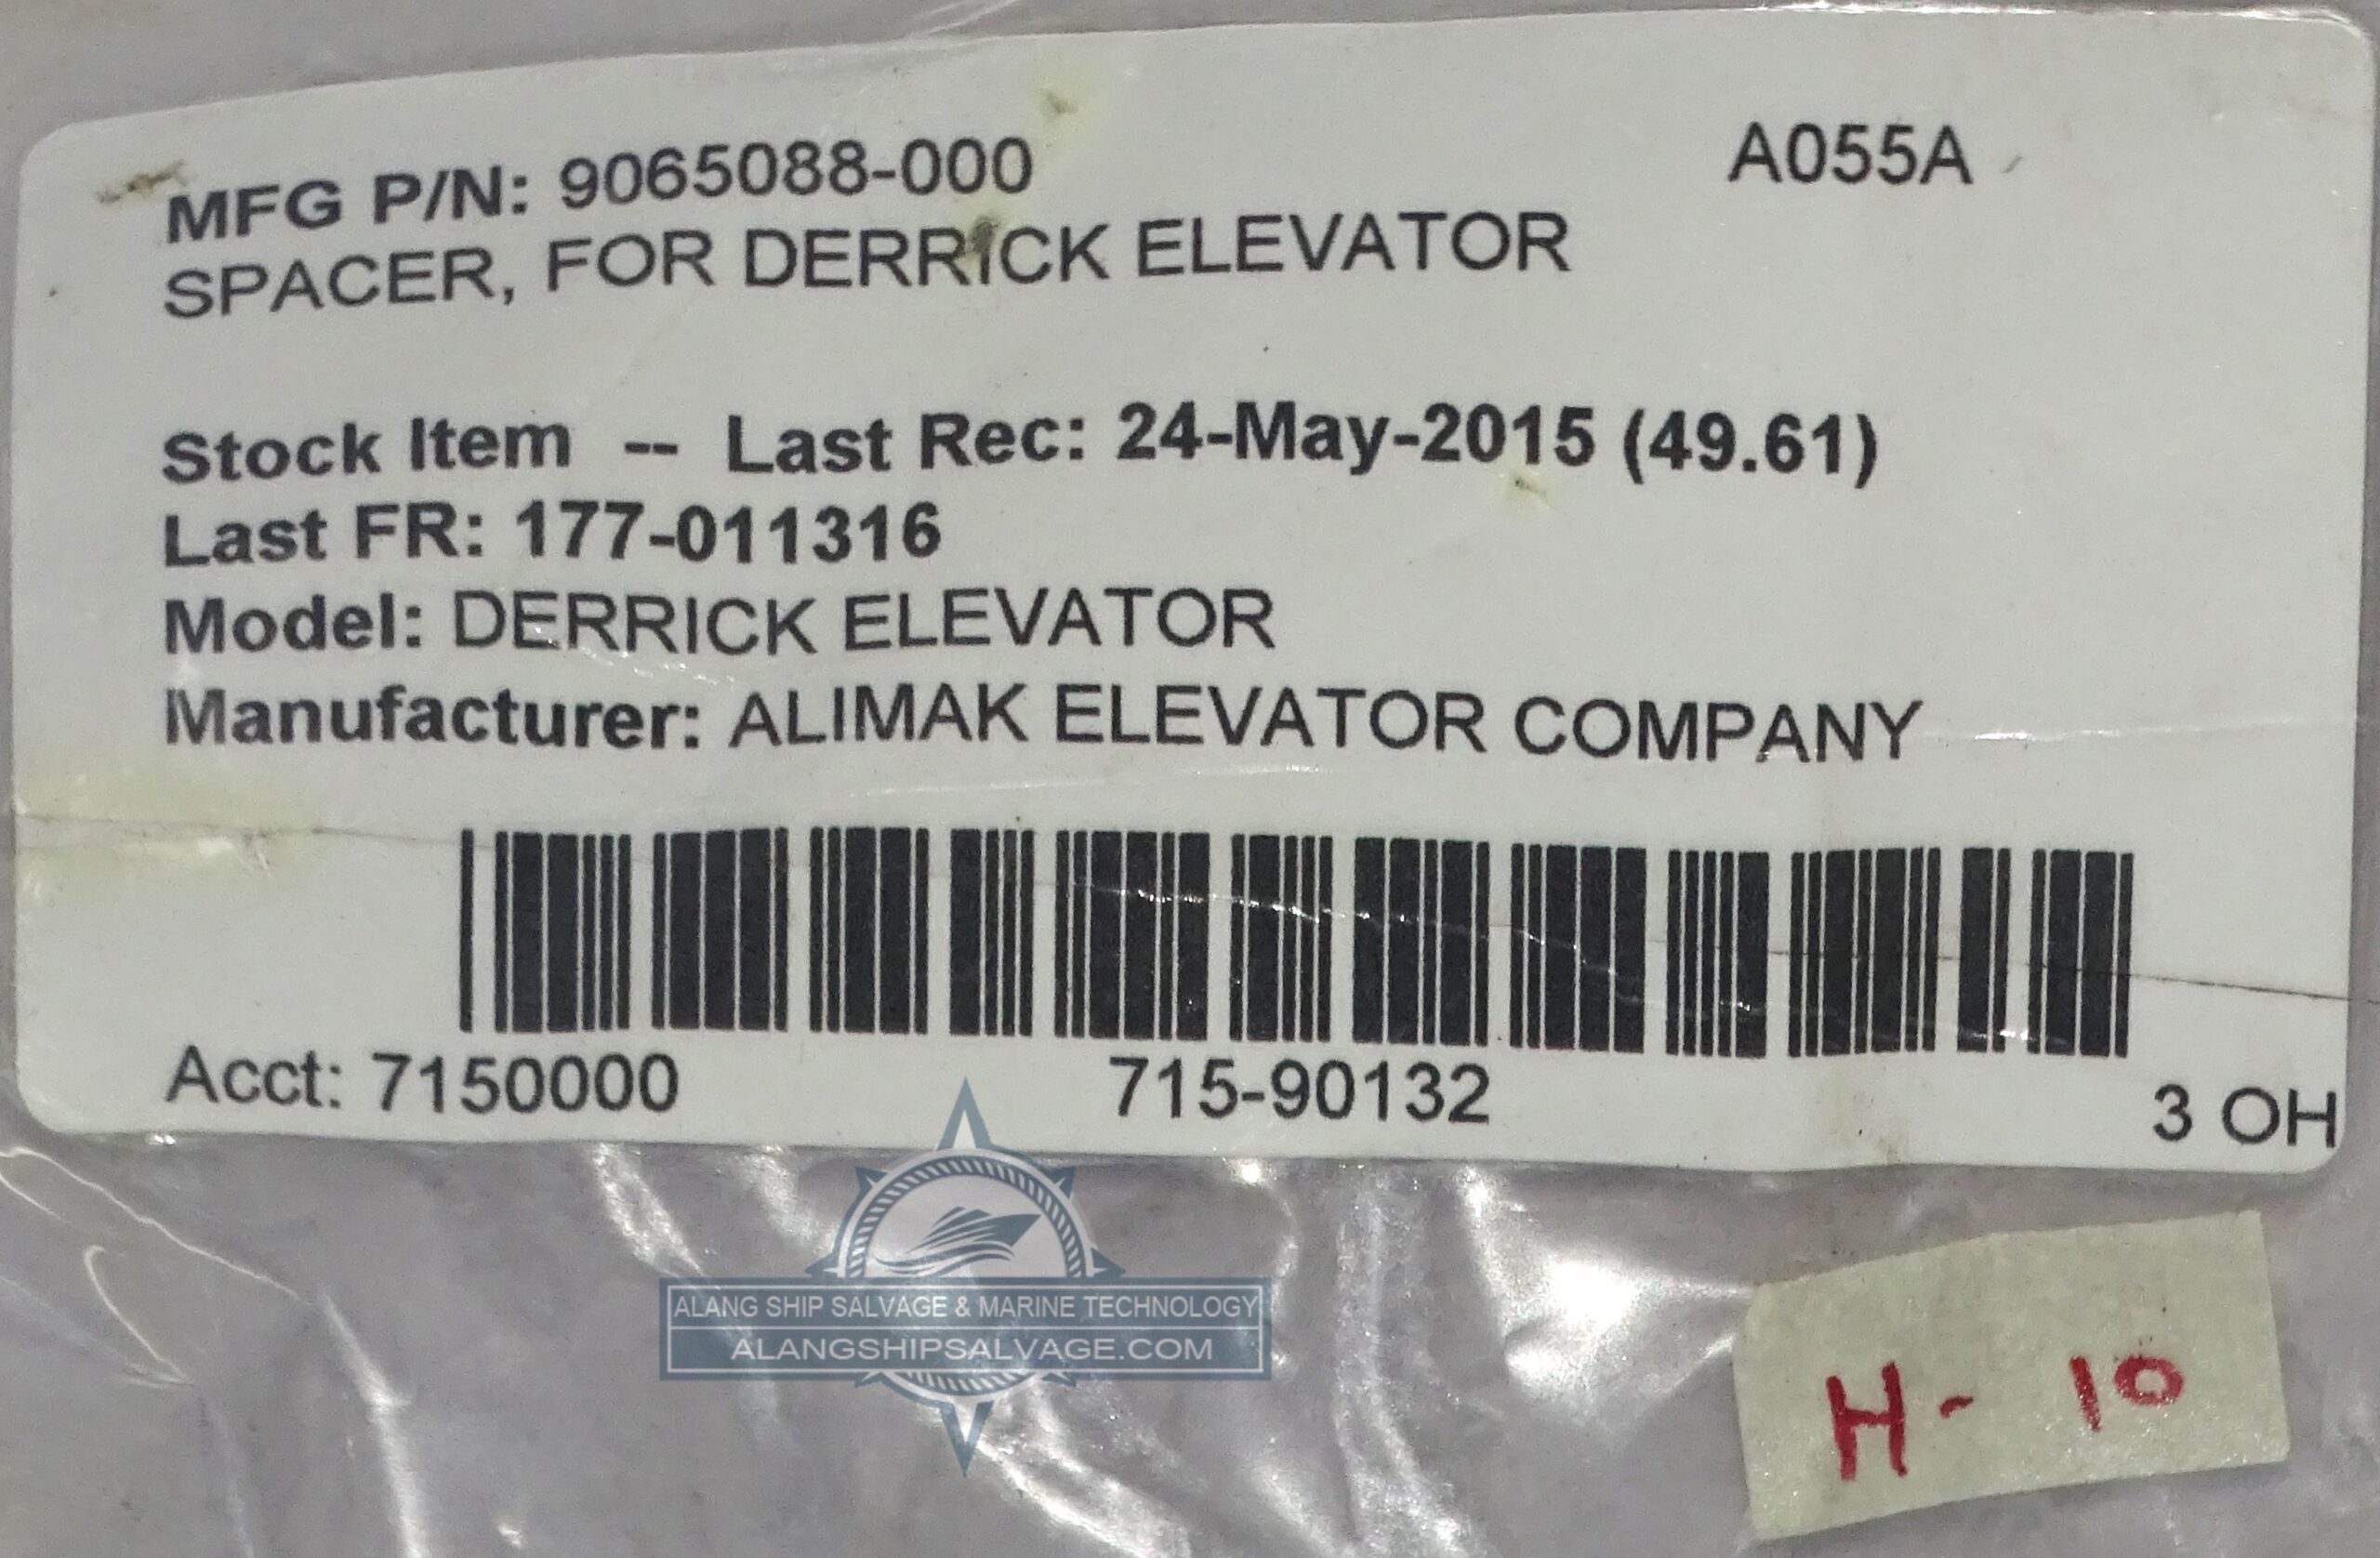 MFG P/N: 9065088-000 A055A
SPACER, FOR DERRICK ELEVATOR
Stock Item -- Last Rec: 24-May-2015 (49.61)
Last FR: 177-011316
Model: DERRICK ELEVATOR
Manufacturer: ALIMAK ELEVATOR COMPANY
Acct: 7150000 715-90132 3 OH
ALANG SHIP SALVAGE & MARINE TECHNOLOGY
ALANGSHIPSALVAGE.COM
H- 10